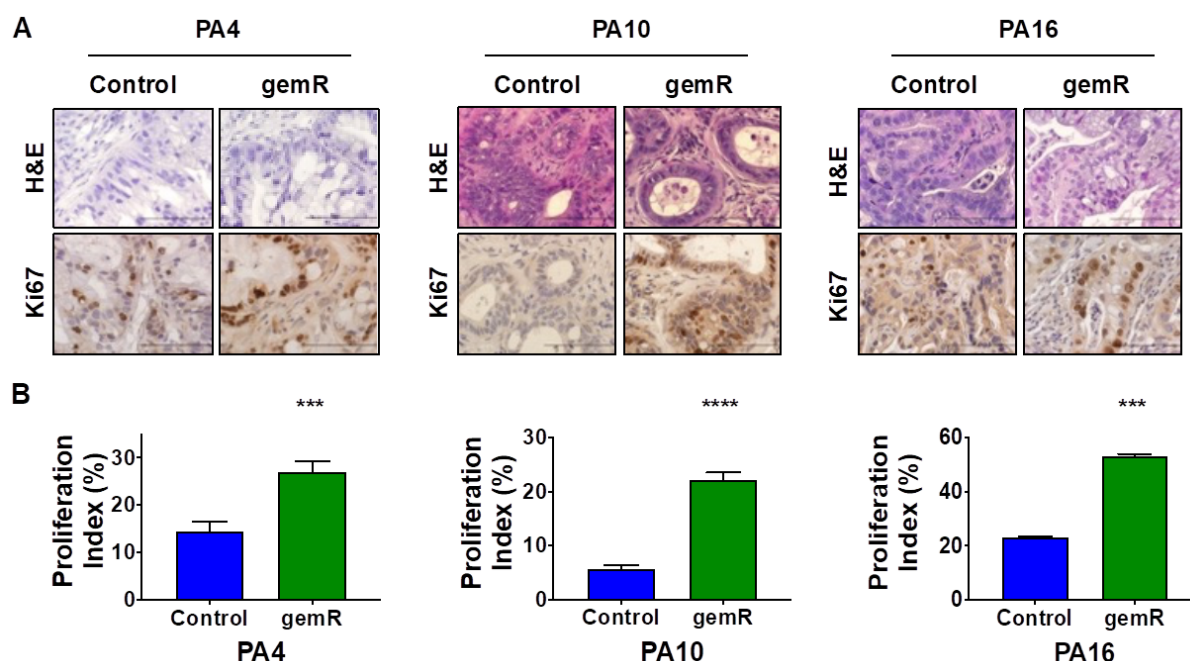 A
PA4
PA10
PA16
Control gemR
Control gemR
Control gemR
H&E
H&E
H&E
Ki67
Ki67
Ki67
B
***
****
***
Proliferation
Index (%)
30
20
10
0
Control gemR
PA4
Proliferation
Index (%)
30
20
10
0
Control gemR
PA10
Proliferation
Index (%)
60
40
20
0
Control gemR
PA16